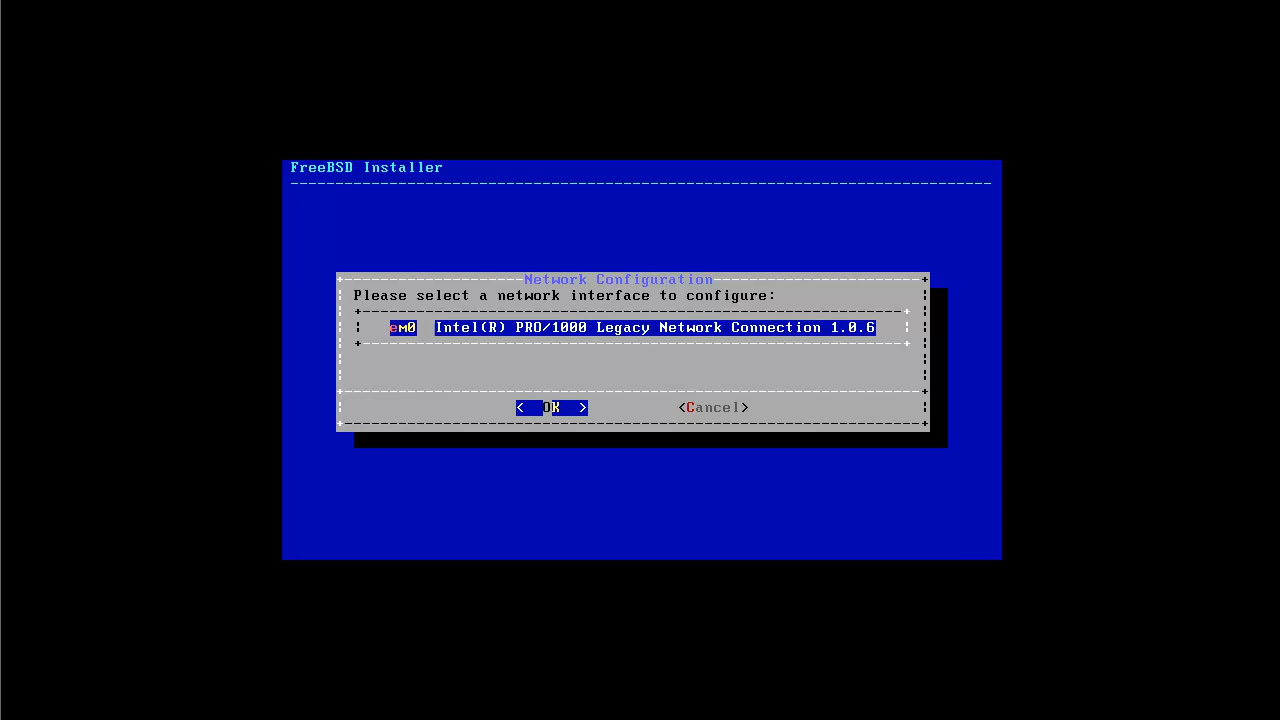 FreeBSD Installer
Network Configuration
Please select a network interface to configure:
em0 Intel(R) PRO/1000 Legacy Network Connection 1.0.6
< OK > <Cancel>